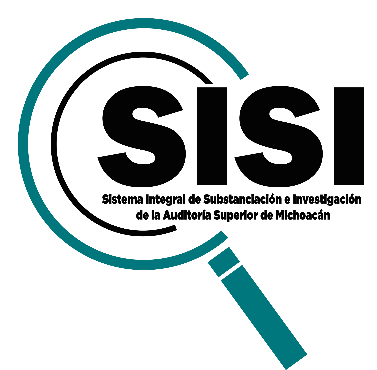 SISI
Sistema Integral de Substanciación e Investigación
de la Auditoría Superior de Michoacán